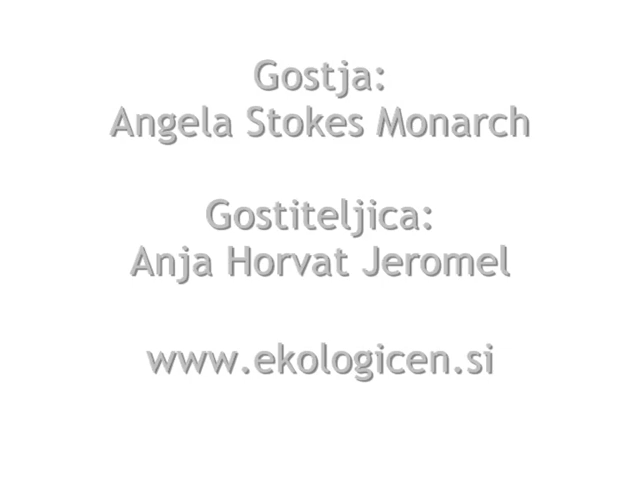 Gostja:
Angela Stokes Monarch
Gostiteljica:
Anja Horvat Jeromel
www.ekologicen.si